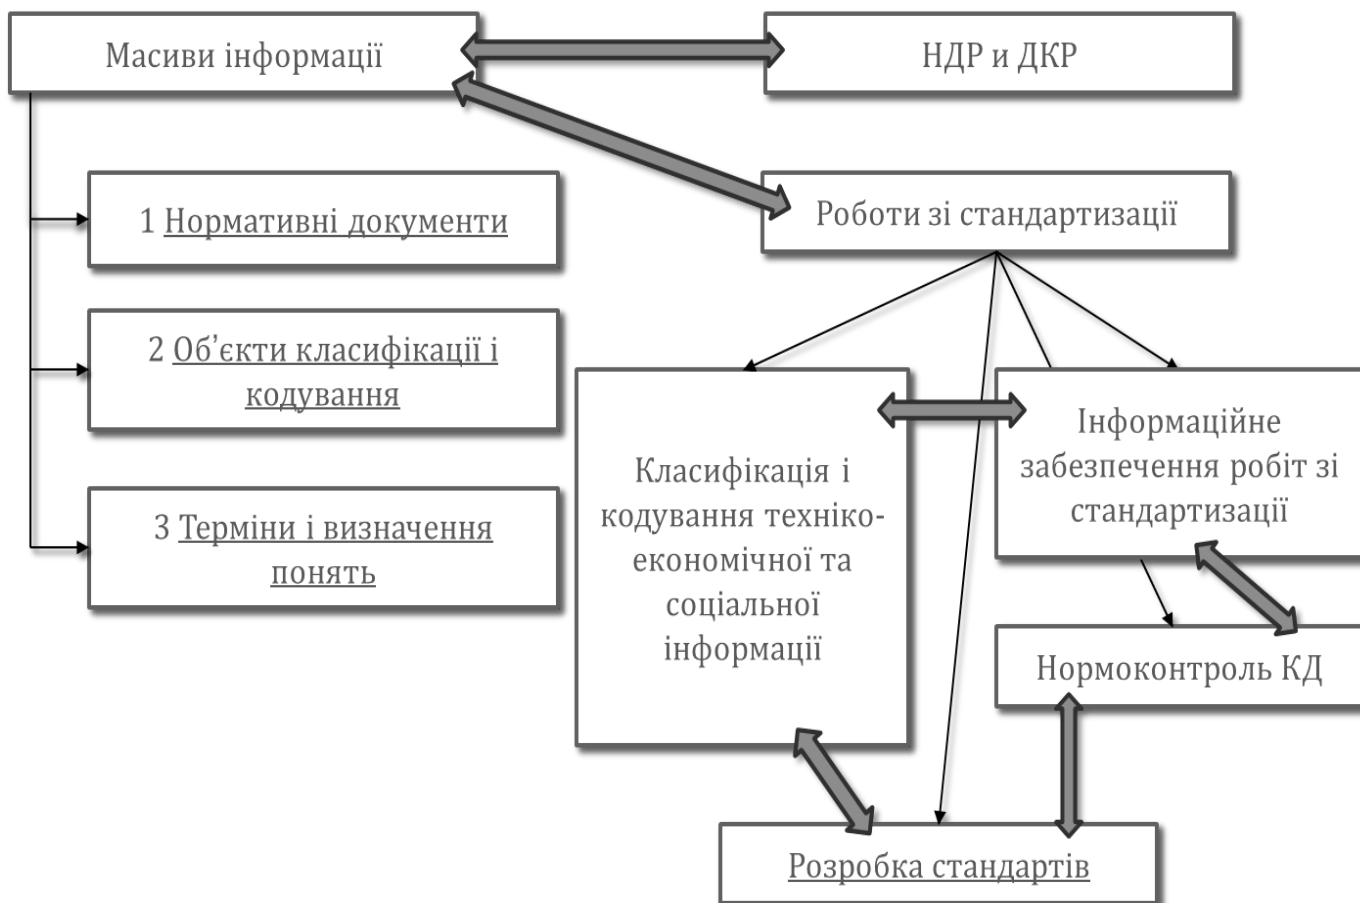 Масиви інформації
НДР и ДКР
Роботи зі стандартизації
1 Нормативні документи
2 Об’єкти класифікації і
кодування
3 Терміни і визначення
понять
Класифікація і
кодування техніко-
економічної та
соціальної
інформації
Інформаційне
забезпечення робіт зі
стандартизації
Нормоконтроль КД
Розробка стандартів